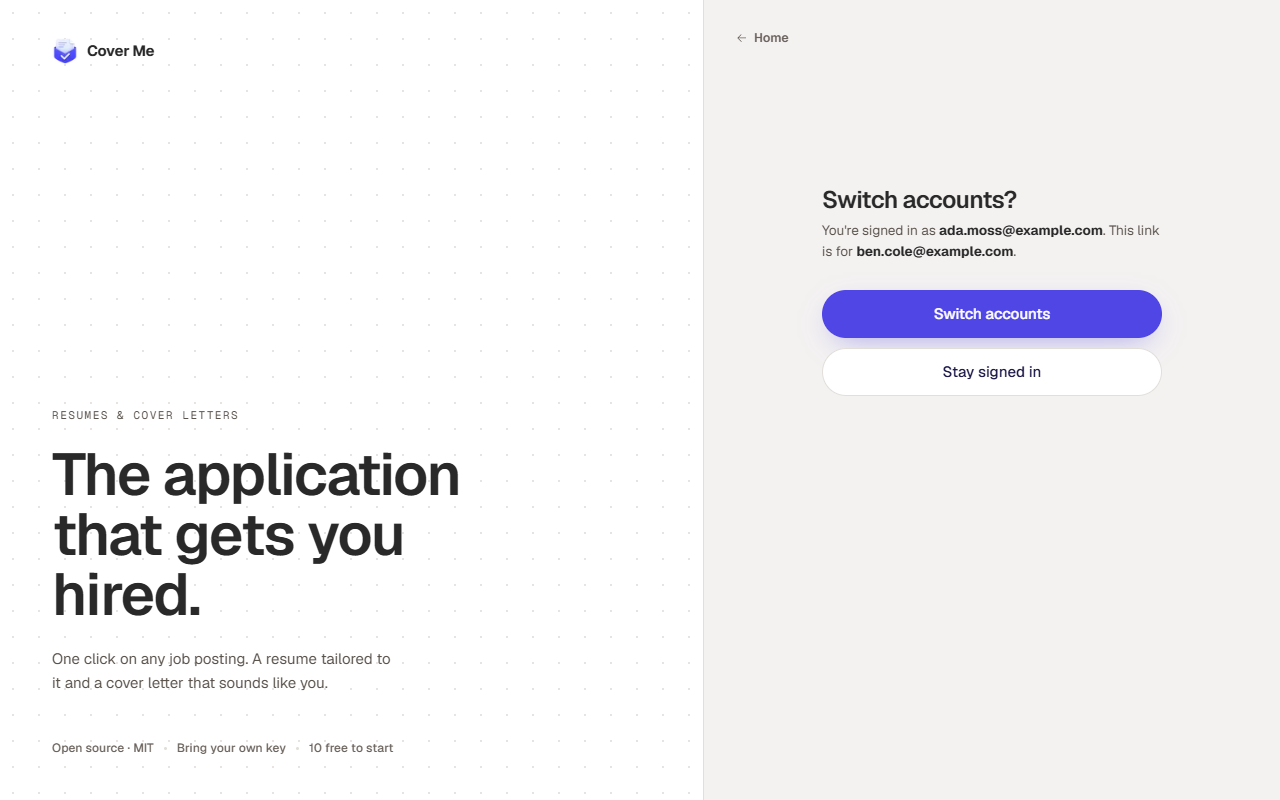 Cover Me
RESUMES & COVER LETTERS
The application
that gets you
hired.
One click on any job posting. A resume tailored to
it and a cover letter that sounds like you.
Open source · MIT · Bring your own key · 10 free to start
← Home
Switch accounts?
You're signed in as ada.moss@example.com. This link
is for ben.cole@example.com.
Switch accounts
Stay signed in